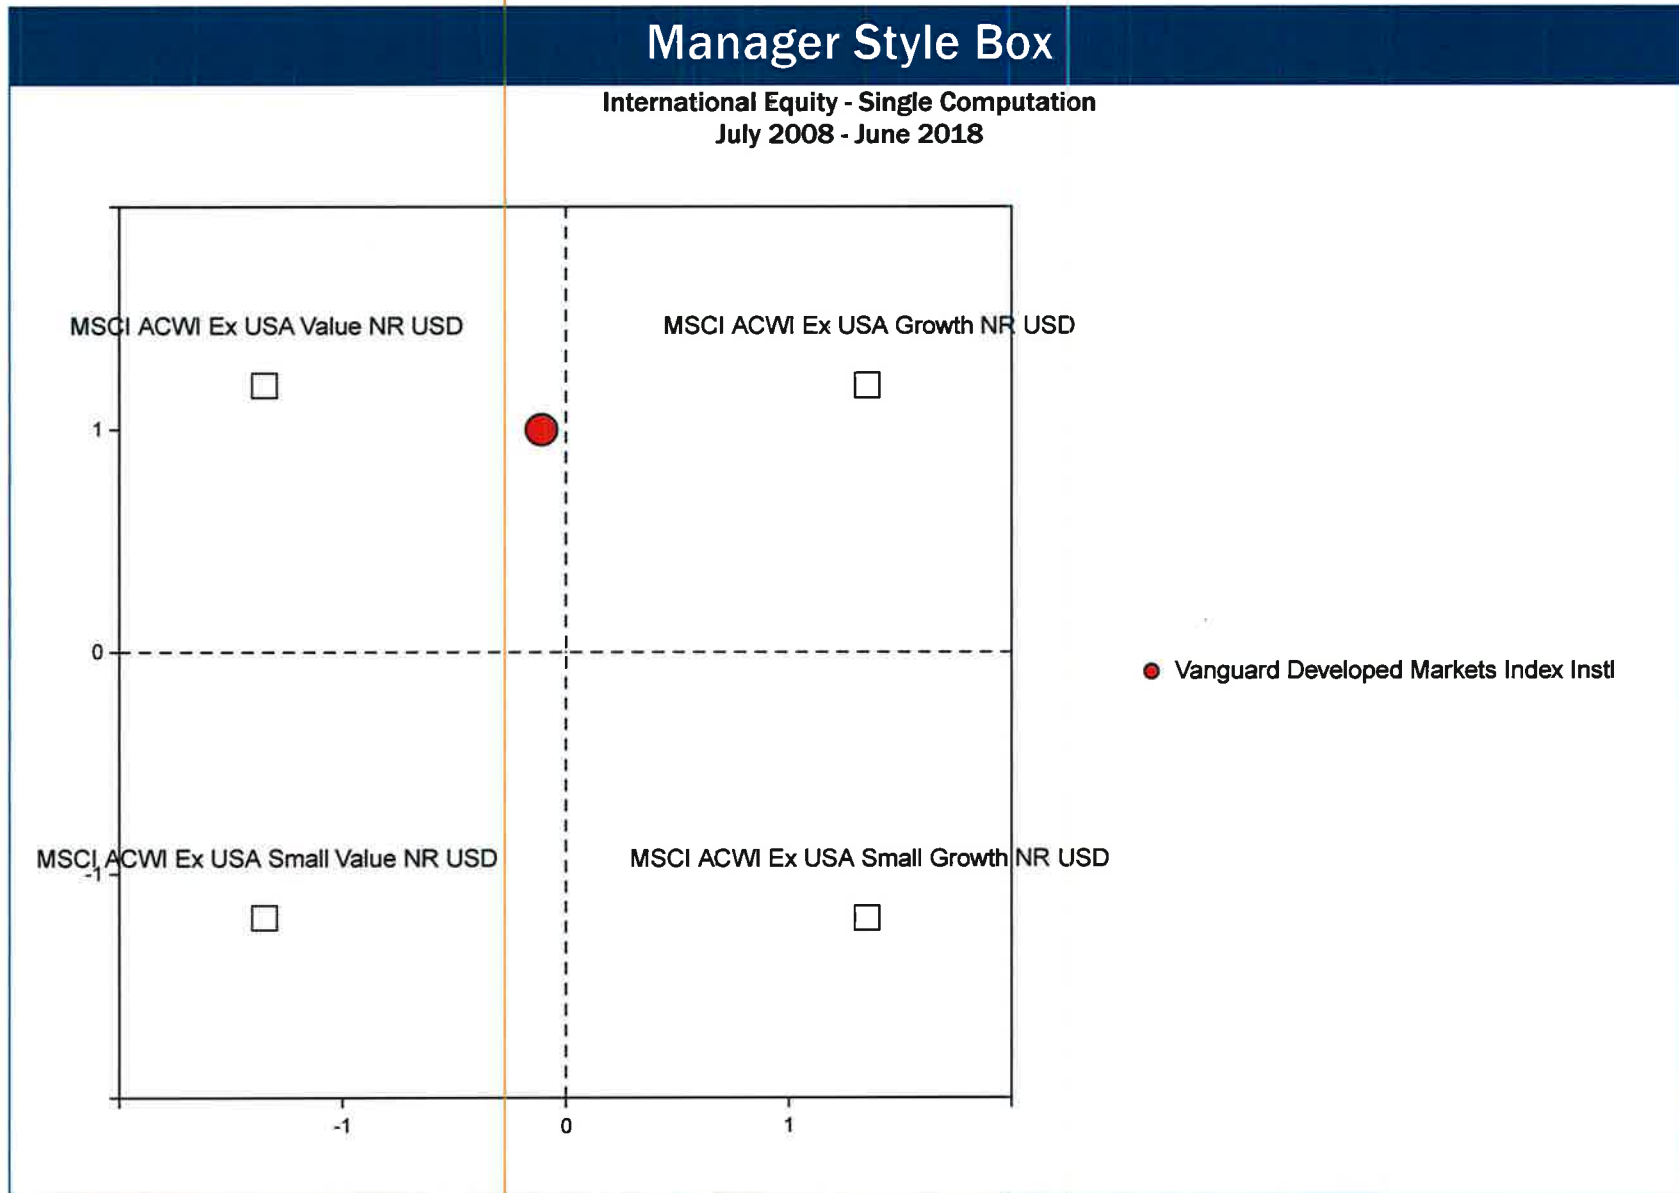 Manager Style Box
International Equity - Single Computation
July 2008 - June 2018
MSCI ACWI Ex USA Value NR USD
MSCI ACWI Ex USA Growth NR USD
1
0
Vanguard Developed Markets Index Instl
MSCI ACWI Ex USA Small Value NR USD
MSCI ACWI Ex USA Small Growth NR USD
-1
-1
0
1